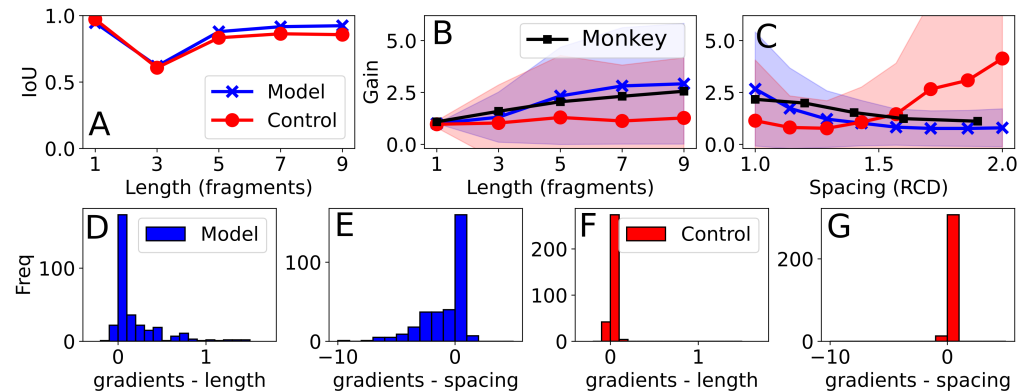 A
IoU
1.0
0.5
0.0
Model
Control
1 3 5 7 9
Length (fragments)
B
Gain
5.0
2.5
0.0
Monkey
1 3 5 7 9
Length (fragments)
C
5.0
2.5
0.0
1.0 1.5 2.0
Spacing (RCD)
D
Freq
100
0
Model
0 1
gradients - length
E
100
0
−10 0
gradients - spacing
F
200
100
0
Control
0 1
gradients - length
G
200
0
−10 0
gradients - spacing